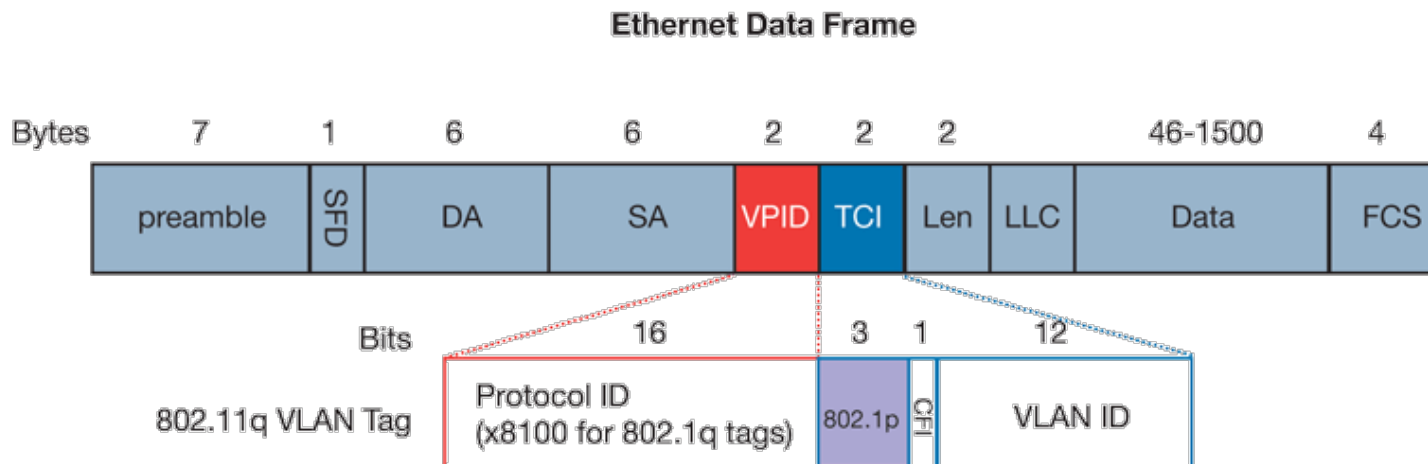 Ethernet Data Frame
Bytes 7 1 6 6 2 2 2 46-1500 4
preamble SFD DA SA VPID TCI Len LLC Data FCS
Bits 16 3 1 12
Protocol ID
802.11q VLAN Tag (x8100 for 802.1q tags) 802.1p CFI VLAN ID